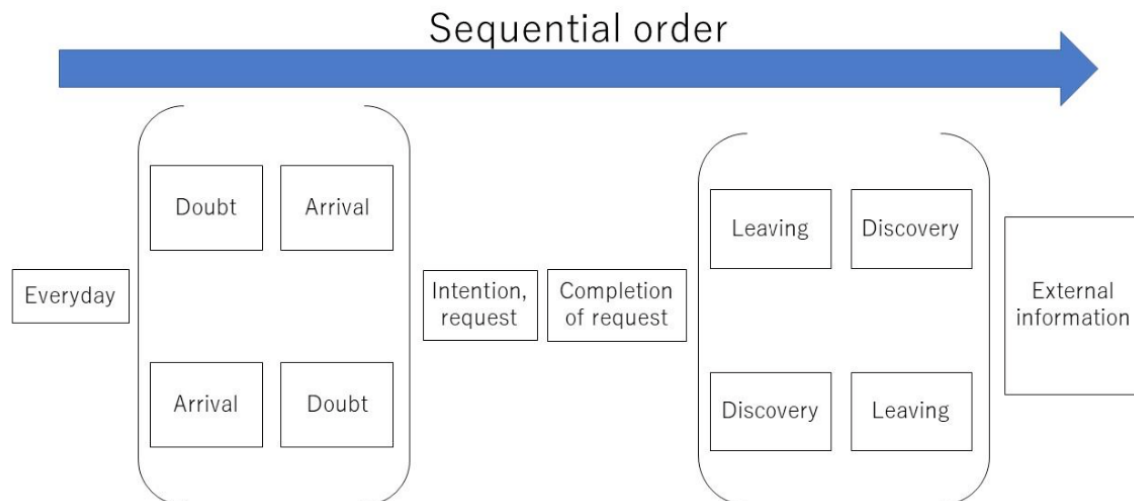 Sequential order
Everyday
Doubt
Arrival
Arrival
Doubt
Intention,
request
Completion
of request
Leaving
Discovery
Discovery
Leaving
External
information